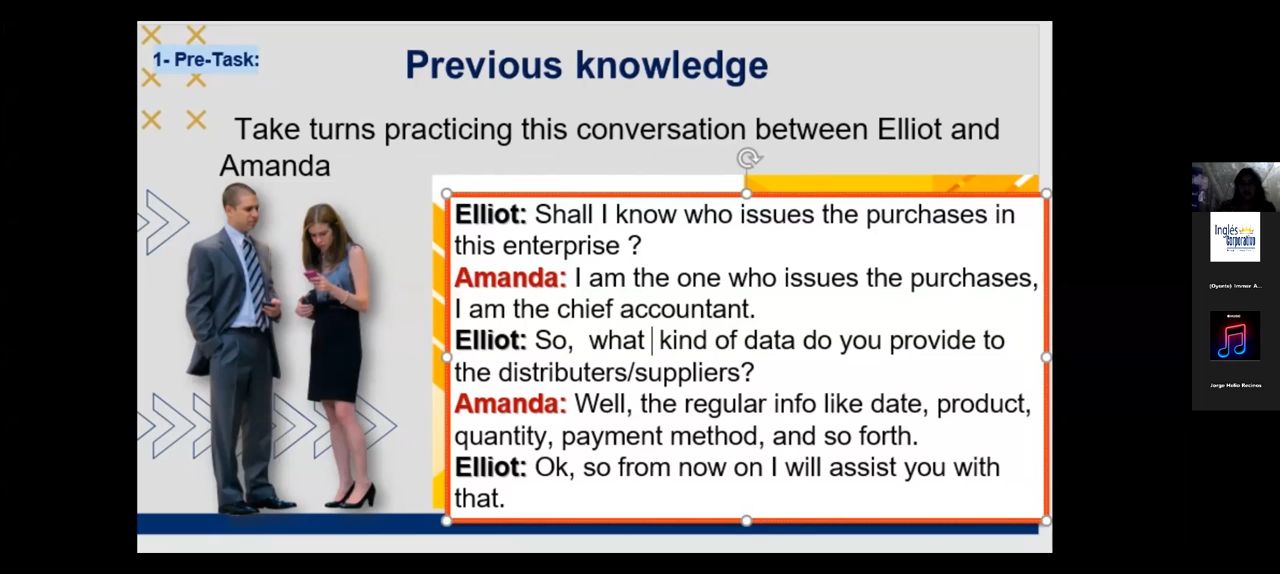 1- Pre-Task:
Previous knowledge
Take turns practicing this conversation between Elliot and
Amanda
Elliot: Shall I know who issues the purchases in
this enterprise ?
Amanda: I am the one who issues the purchases,
I am the chief accountant.
Elliot: So,  what kind of data do you provide to
the distributers/suppliers?
Amanda: Well, the regular info like date, product,
quantity, payment method, and so forth.
Elliot: Ok, so from now on I will assist you with
that.
Inglés
Corporativo
(Oyente) Immer A...
Jorge Helio Recinos